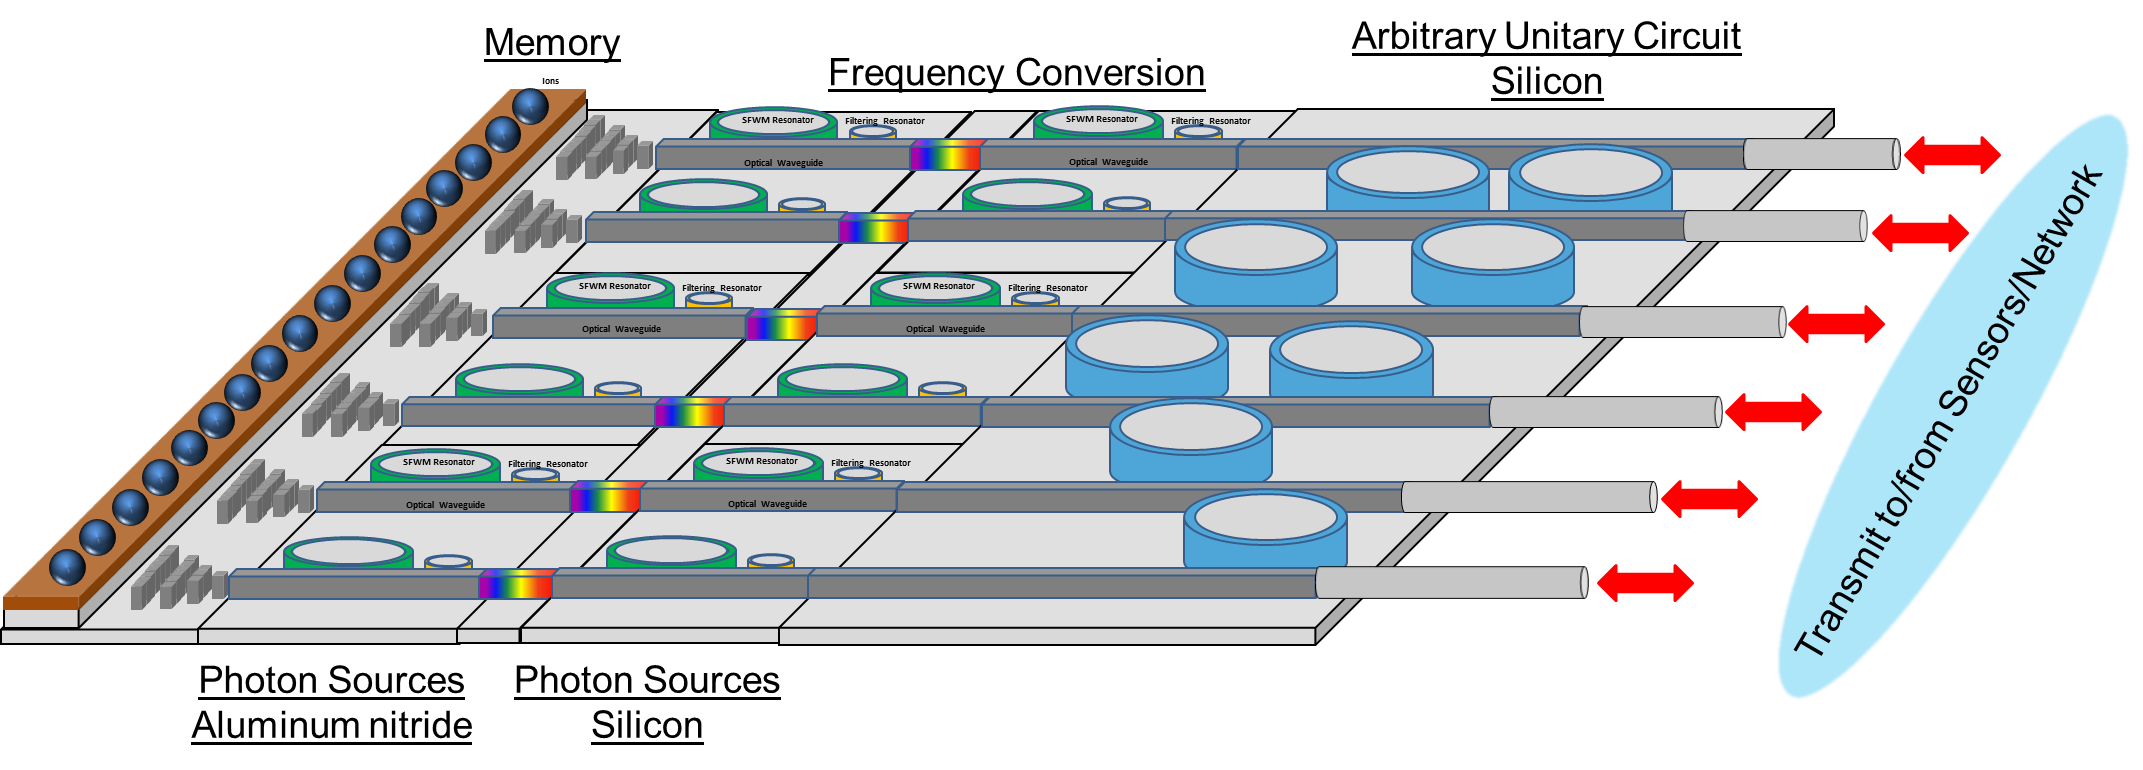 Memory
Frequency Conversion
Arbitrary Unitary Circuit
Silicon
Ions
SFWM Resonator
Filtering Resonator
SFWM Resonator
Filtering Resonator
Optical Waveguide
Optical Waveguide
SFWM Resonator
Filtering Resonator
SFWM Resonator
Filtering Resonator
Optical Waveguide
Optical Waveguide
SFWM Resonator
Filtering Resonator
SFWM Resonator
Filtering Resonator
Optical Waveguide
Optical Waveguide
Transmit to/from Sensors/Network
Photon Sources
Aluminum nitride
Photon Sources
Silicon